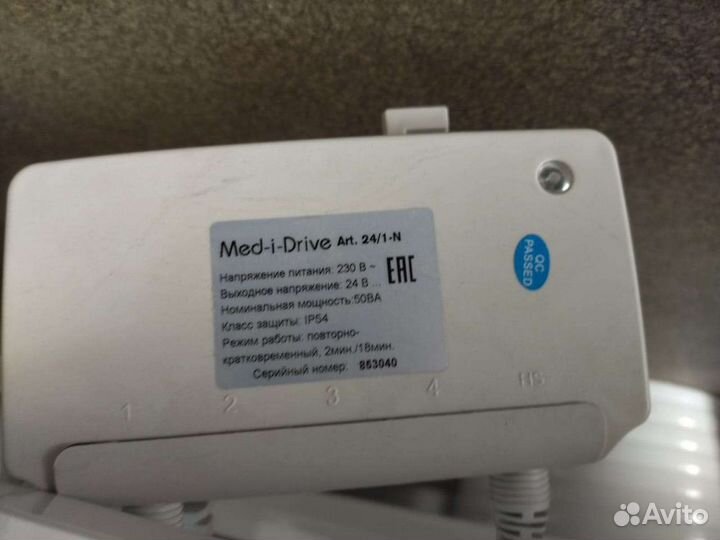 Med-i-Drive Art. 24/1-N
Напряжение питания: 230 В ~
Выходное напряжение: 24 В ...
Номинальная мощность:50ВА
Класс защиты: IP54
Режим работы: повторно-
кратковременный, 2мин./18мин.
Серийный номер: 853040
EAC
QC
PASSED
1 2 3 4 HS
Avito